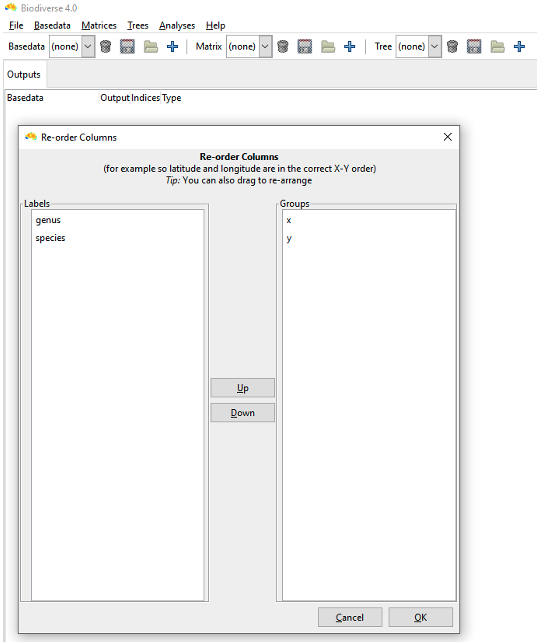 Biodiverse 4.0
File Basedata Matrices Trees Analyses Help
Basedata (none) Matrix (none) Tree (none)
Outputs
Basedata Output Indices Type
Re-order Columns
Re-order Columns
(for example so latitude and longitude are in the correct X-Y order)
Tip: You can also drag to re-arrange
Labels Groups
genus x
species y
Up
Down
Cancel OK